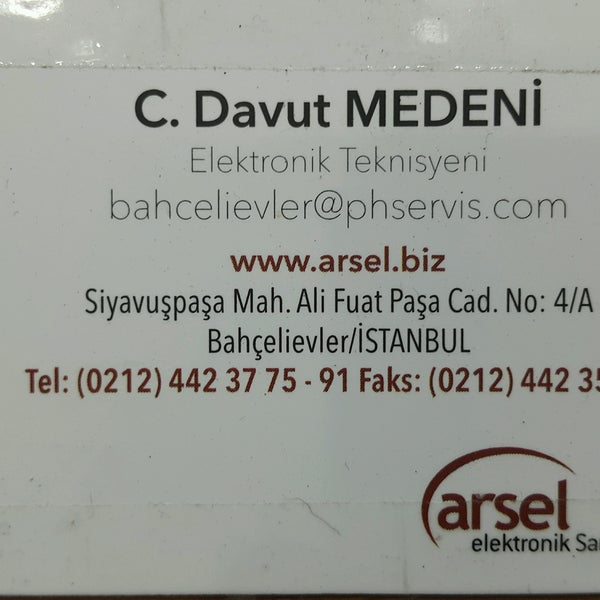 C. Davut MEDENİ
Elektronik Teknisyeni
bahcelievler@phservis.com
www.arsel.biz
Siyavuşpaşa Mah. Ali Fuat Paşa Cad. No: 4/A
Bahçelievler/İSTANBUL
Tel: (0212) 442 37 75 - 91 Faks: (0212) 442 35
arsel
elektronik